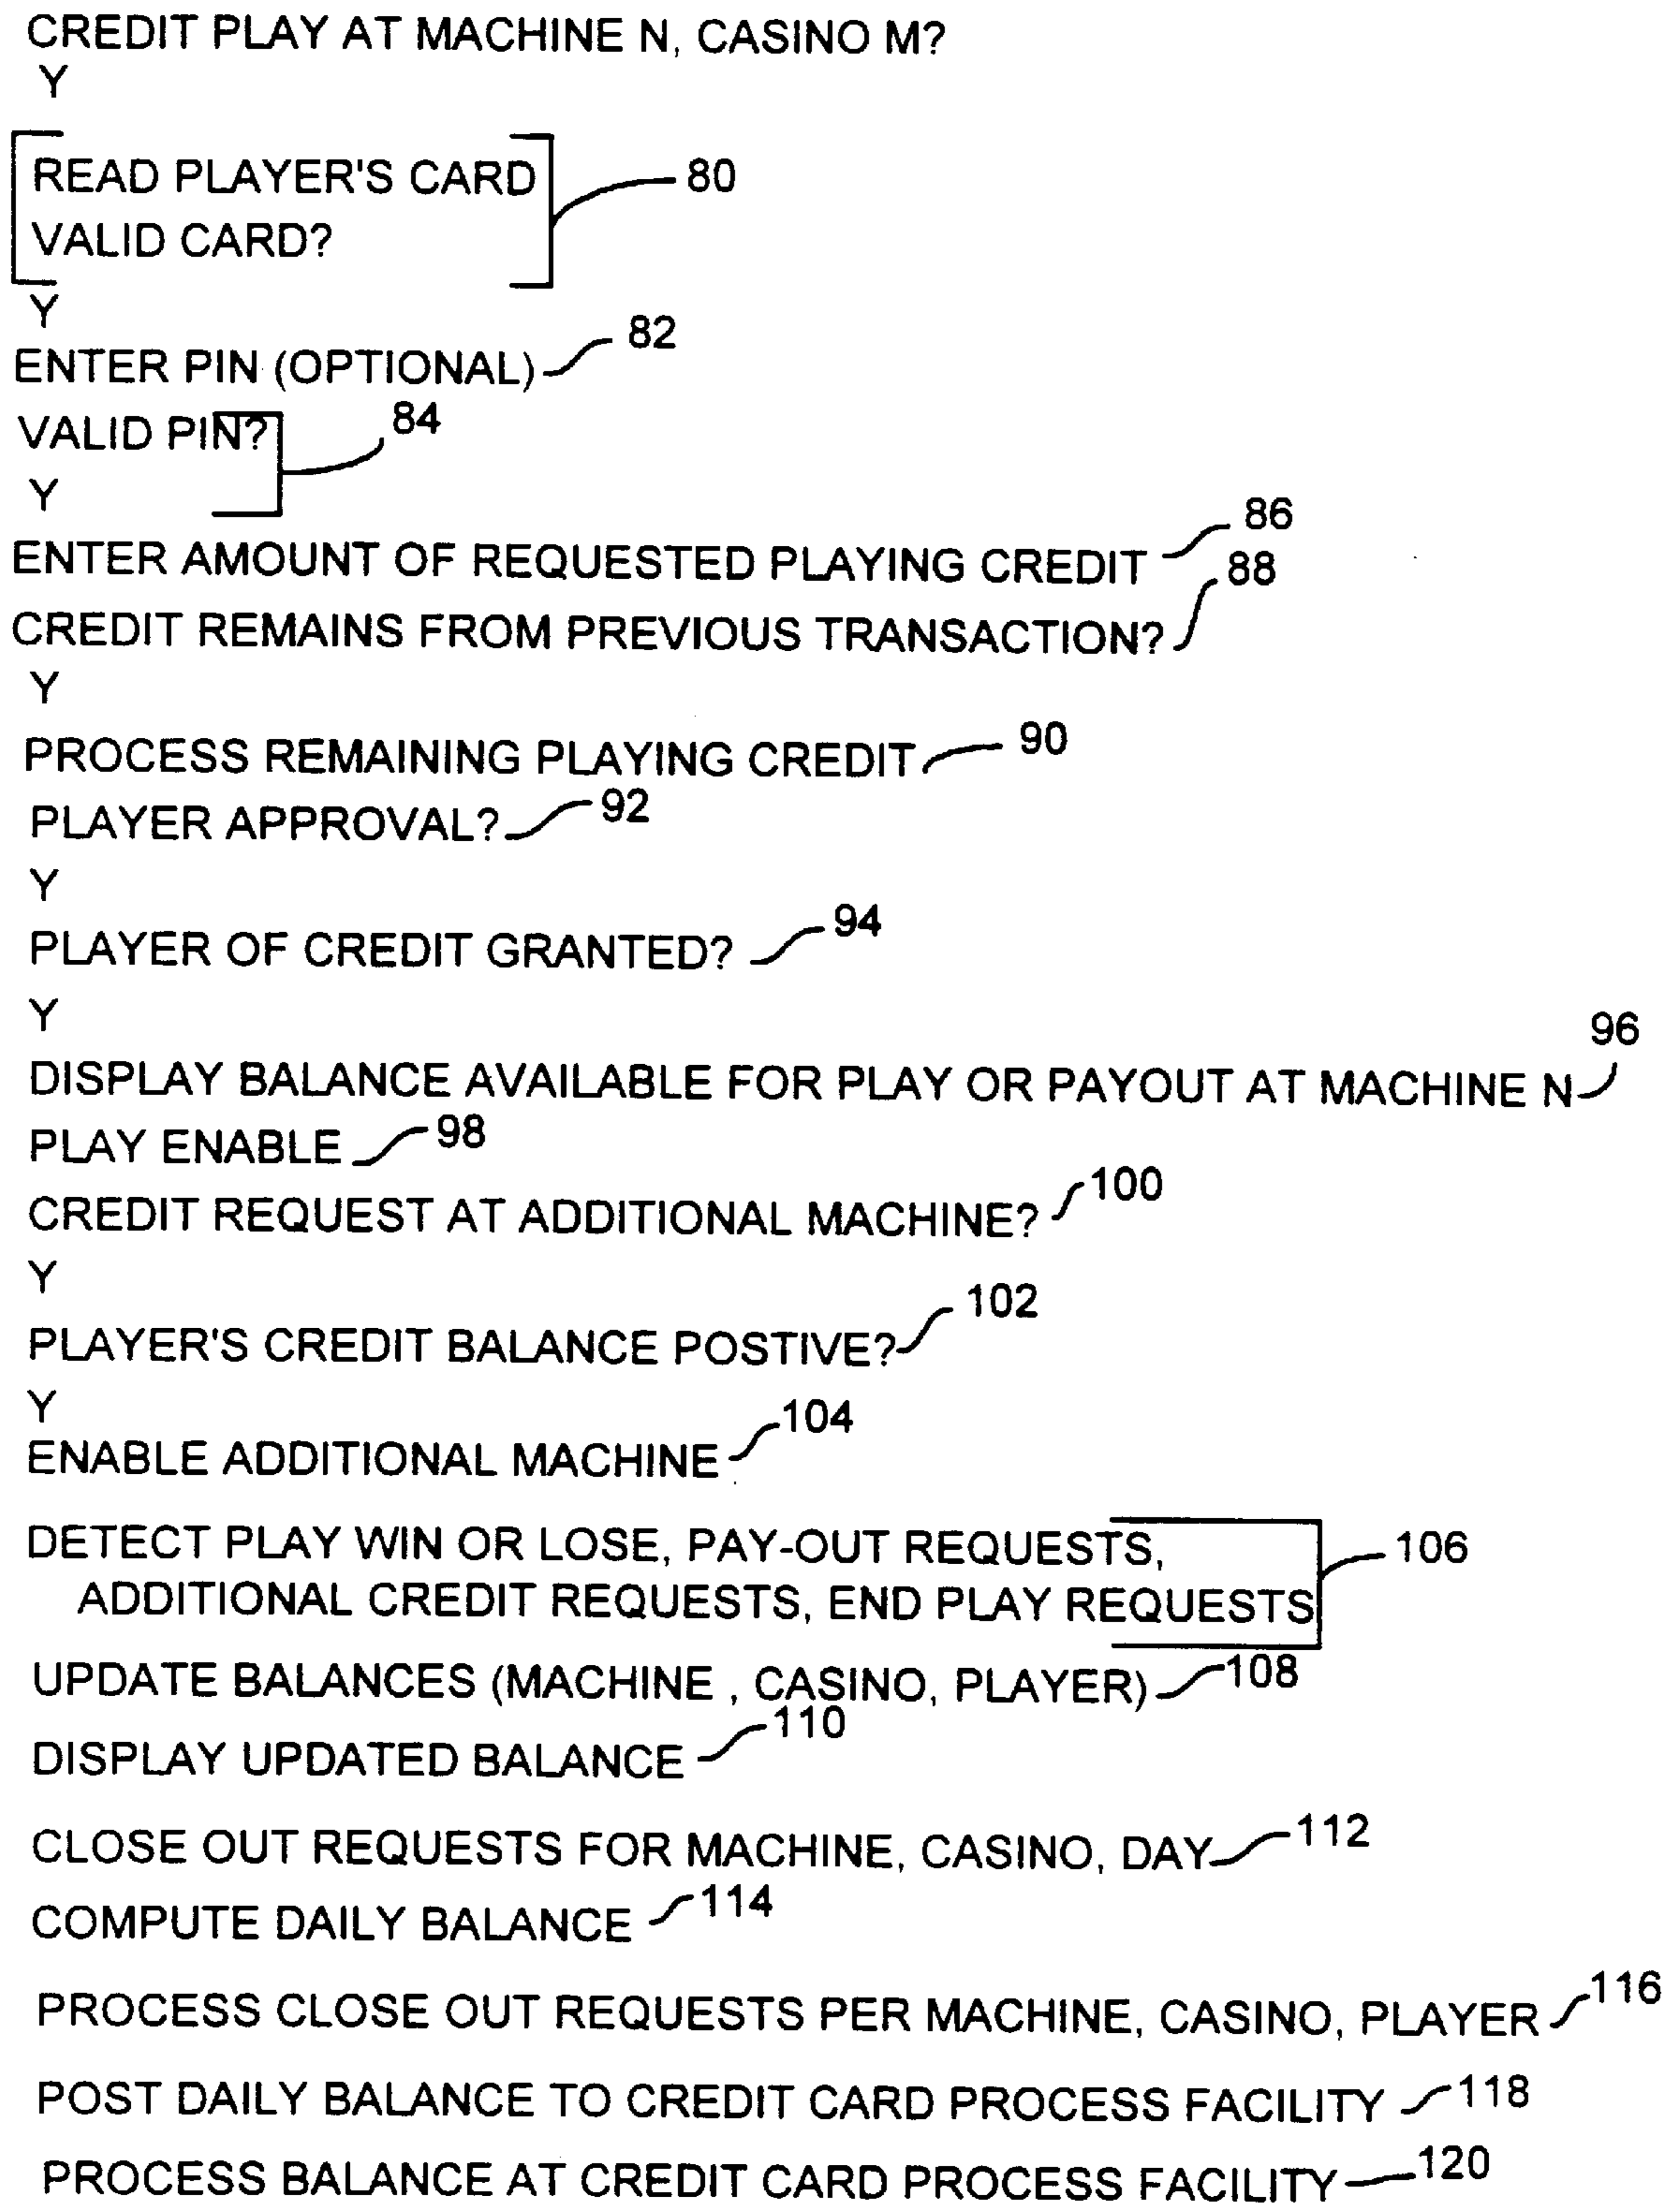 CREDIT PLAY AT MACHINE N, CASINO M?
Y
READ PLAYER'S CARD
VALID CARD?
80
Y
ENTER PIN (OPTIONAL) 82
VALID PIN? 84
Y
ENTER AMOUNT OF REQUESTED PLAYING CREDIT 86
CREDIT REMAINS FROM PREVIOUS TRANSACTION? 88
Y
PROCESS REMAINING PLAYING CREDIT 90
PLAYER APPROVAL? 92
Y
PLAYER OF CREDIT GRANTED? 94
Y
DISPLAY BALANCE AVAILABLE FOR PLAY OR PAYOUT AT MACHINE N 96
PLAY ENABLE 98
CREDIT REQUEST AT ADDITIONAL MACHINE? 100
Y
PLAYER'S CREDIT BALANCE POSTIVE? 102
Y
ENABLE ADDITIONAL MACHINE 104
DETECT PLAY WIN OR LOSE, PAY-OUT REQUESTS, 106
ADDITIONAL CREDIT REQUESTS, END PLAY REQUESTS
UPDATE BALANCES (MACHINE , CASINO, PLAYER) 108
DISPLAY UPDATED BALANCE 110
CLOSE OUT REQUESTS FOR MACHINE, CASINO, DAY 112
COMPUTE DAILY BALANCE 114
PROCESS CLOSE OUT REQUESTS PER MACHINE, CASINO, PLAYER 116
POST DAILY BALANCE TO CREDIT CARD PROCESS FACILITY 118
PROCESS BALANCE AT CREDIT CARD PROCESS FACILITY 120